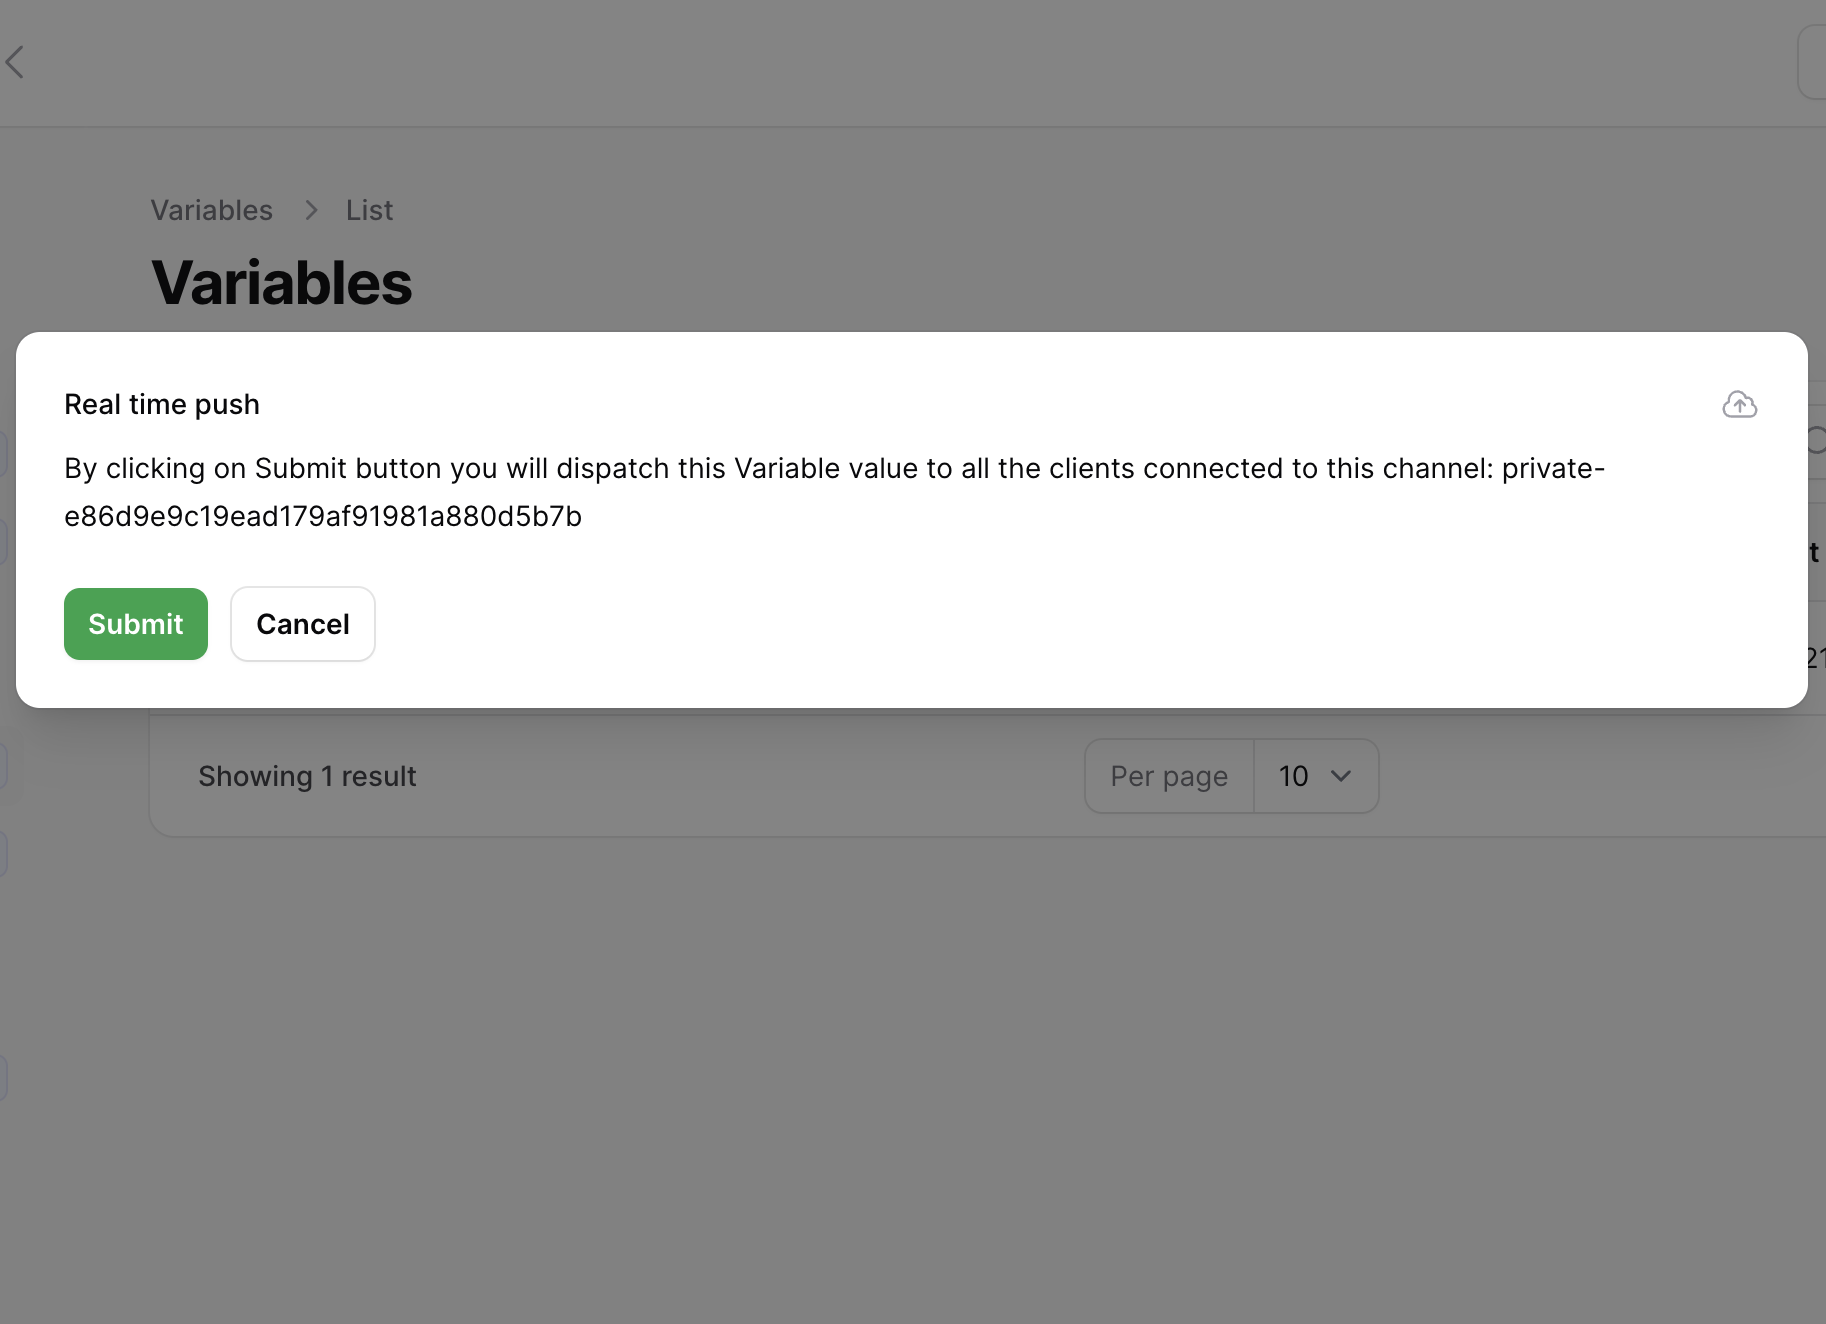 Variables > List
Variables
Real time push
By clicking on Submit button you will dispatch this Variable value to all the clients connected to this channel: private-
e86d9e9c19ead179af91981a880d5b7b
t
Submit Cancel
21
Showing 1 result Per page 10